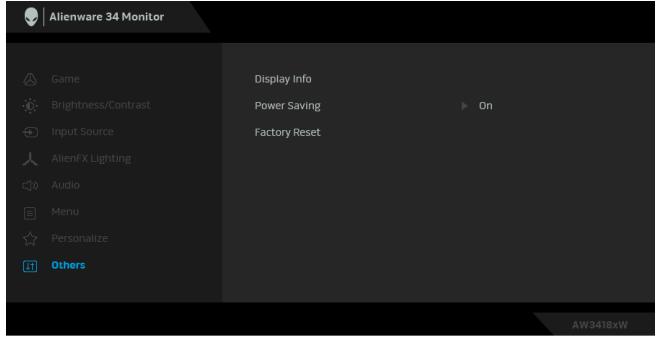 Alienware 34 Monitor
Game
Display Info
Brightness/Contrast
Power Saving
On
Input Source
Factory Reset
AlienFX Lighting
Audio
Menu
Personalize
Others
AW3418xW